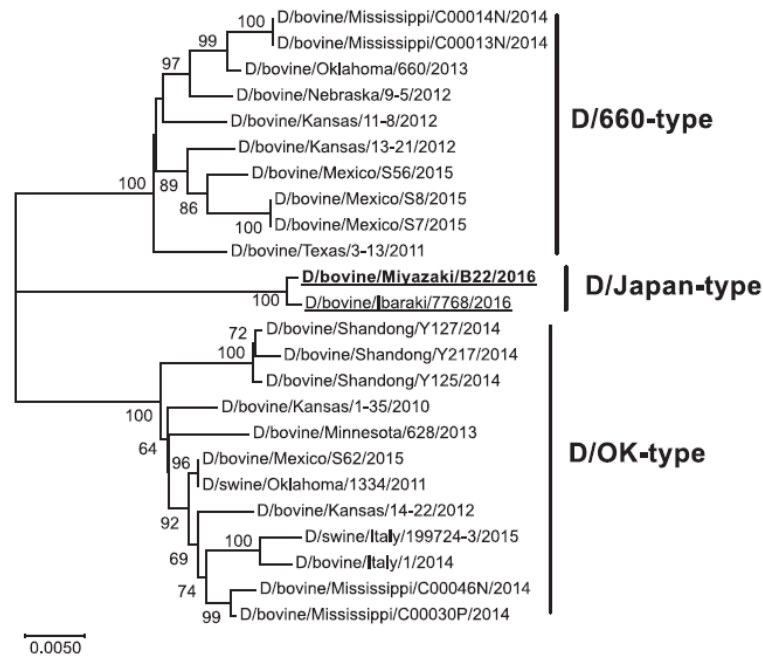 100
D/bovine/Mississippi/C00014N/2014
99
D/bovine/Mississippi/C00013N/2014
97
D/bovine/Oklahoma/660/2013
D/bovine/Nebraska/9-5/2012
D/bovine/Kansas/11-8/2012
D/660-type
D/bovine/Kansas/13-21/2012
100
89
D/bovine/Mexico/S56/2015
86
D/bovine/Mexico/S8/2015
100
D/bovine/Mexico/S7/2015
D/bovine/Texas/3-13/2011
D/bovine/Miyazaki/B22/2016
D/Japan-type
100
D/bovine/Ibaraki/7768/2016
72
D/bovine/Shandong/Y127/2014
100
D/bovine/Shandong/Y217/2014
D/bovine/Shandong/Y125/2014
100
D/bovine/Kansas/1-35/2010
64
D/bovine/Minnesota/628/2013
D/OK-type
96
D/bovine/Mexico/S62/2015
D/swine/Oklahoma/1334/2011
92
D/bovine/Kansas/14-22/2012
69
100
D/swine/Italy/199724-3/2015
D/bovine/Italy/1/2014
74
D/bovine/Mississippi/C00046N/2014
99
D/bovine/Mississippi/C00030P/2014
0.0050